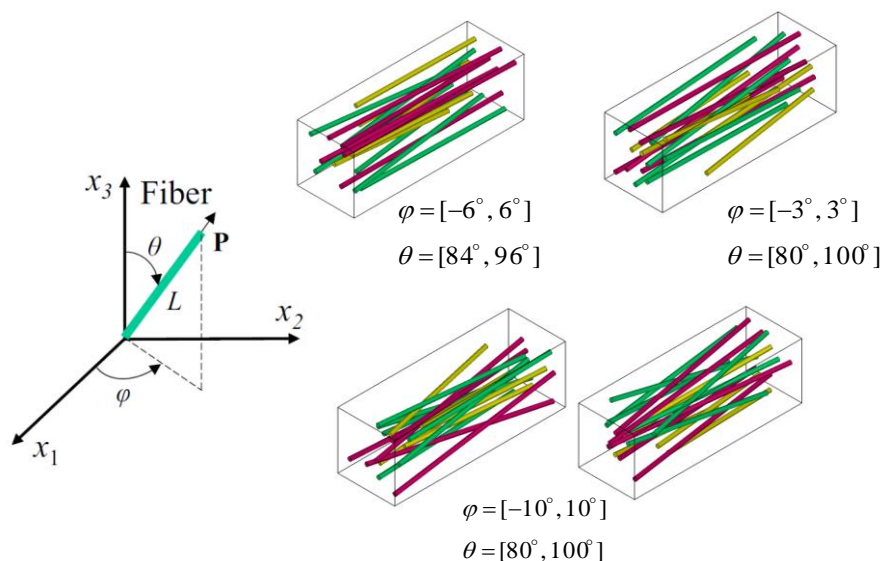 x₃
Fiber
P
θ
L
x₂
φ
x₁
φ=[−6°, 6°]
θ=[84°, 96°]
φ=[−3°, 3°]
θ=[80°, 100°]
φ=[−10°, 10°]
θ=[80°, 100°]